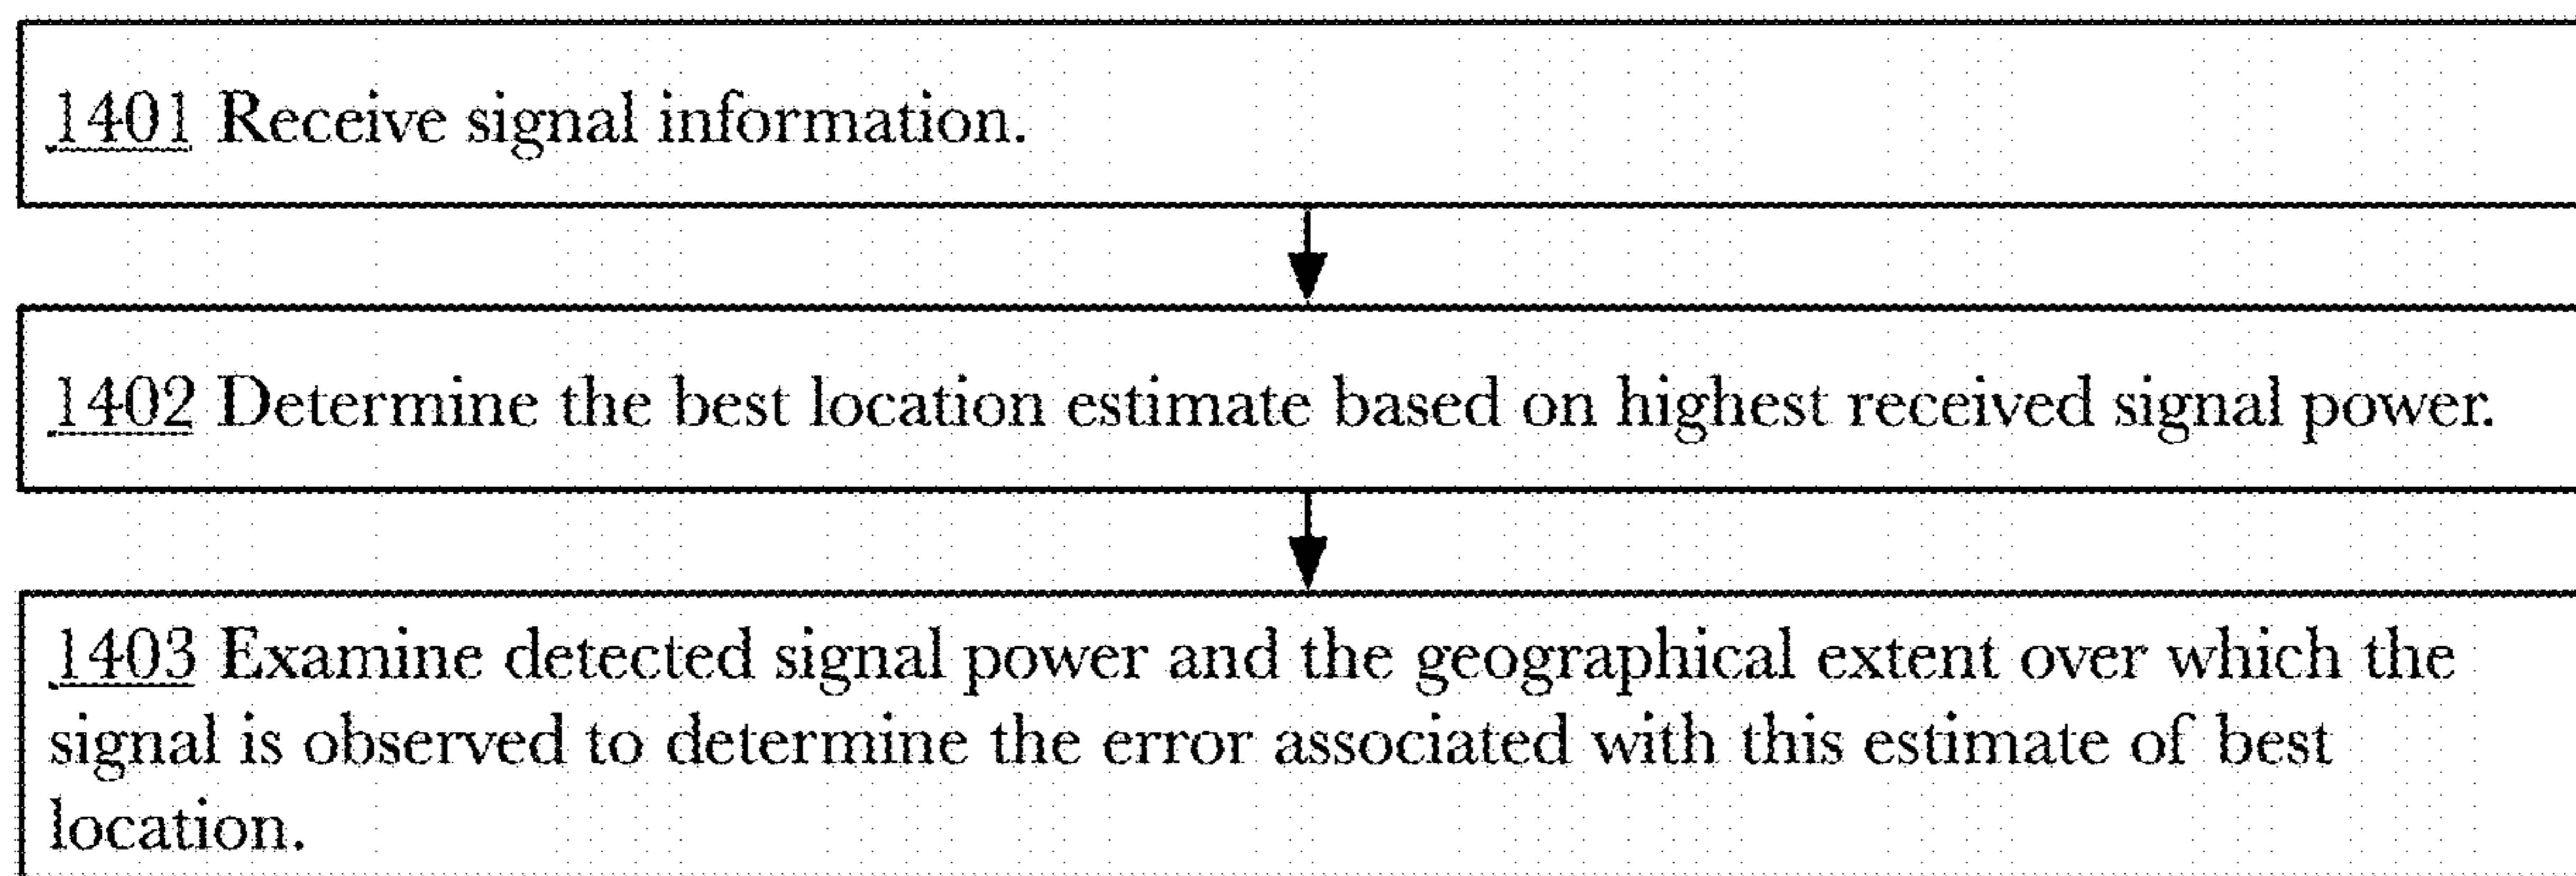 1401 Receive signal information.
1402 Determine the best location estimate based on highest received signal power.
1403 Examine detected signal power and the geographical extent over which the
signal is observed to determine the error associated with this estimate of best
location.